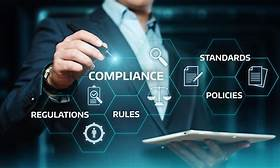 STANDARDS
COMPLIANCE
POLICIES
REGULATIONS
RULES